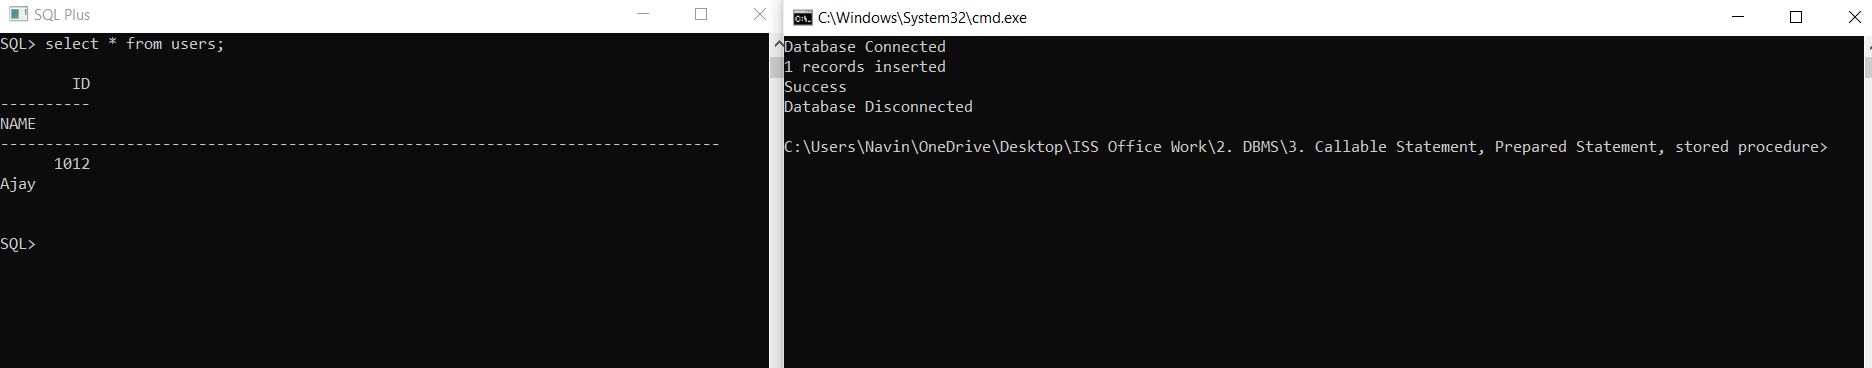 SQL Plus
SQL> select * from users;
        ID
----------
NAME
--------------------------------------------------------------------------------
      1012
Ajay
SQL>
C:\Windows\System32\cmd.exe
Database Connected
1 records inserted
Success
Database Disconnected
C:\Users\Navin\OneDrive\Desktop\ISS Office Work\2. DBMS\3. Callable Statement, Prepared Statement, stored procedure>